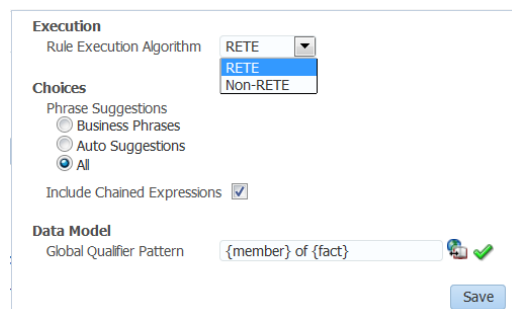 Execution
Rule Execution Algorithm RETE
RETE
Non-RETE
Choices
Phrase Suggestions
Business Phrases
Auto Suggestions
All
Include Chained Expressions
Data Model
Global Qualifier Pattern {member} of {fact}
Save